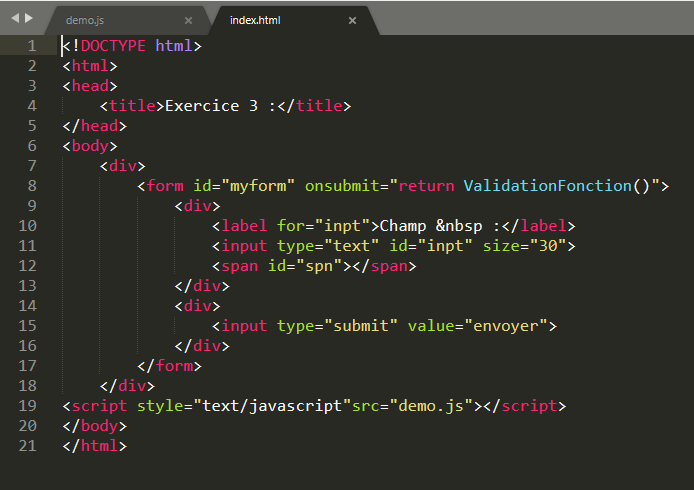 demo.js × index.html ×
1 <!DOCTYPE html>
2 <html>
3 <head>
4 <title>Exercice 3 :</title>
5 </head>
6 <body>
7 <div>
8 <form id="myform" onsubmit="return ValidationFonction()">
9 <div>
10 <label for="inpt">Champ &nbsp :</label>
11 <input type="text" id="inpt" size="30">
12 <span id="spn"></span>
13 </div>
14 <div>
15 <input type="submit" value="envoyer">
16 </div>
17 </form>
18 </div>
19 <script style="text/javascript"src="demo.js"></script>
20 </body>
21 </html>